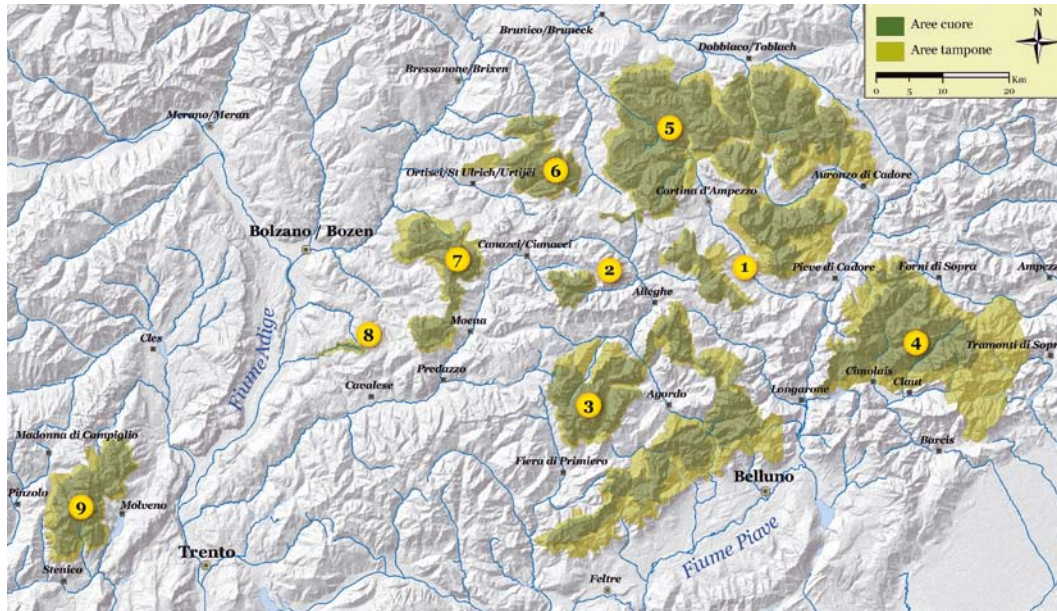 Aree cuore
Aree tampone
N
0 5 10 20
Km
Brunico/Bruneck
Dobbiaco/Toblach
Bressanone/Brixen
Merano/Meran
5
6
Ortisei/St Ulrich/Urtijëi
Auronzo di Cadore
Cortina d'Ampezzo
Bolzano / Bozen
7
Canazei/Cianacei
2
1
Pieve di Cadore
Forni di Sopra
Ampezzo
Alleghe
Moena
8
Cles
Fiume Adige
4
Tramonti di Sopra
Predazzo
Cimolais
Claut
Cavalese
Longarone
3
Agordo
Madonna di Campiglio
Barcis
Fiera di Primiero
Belluno
Pinzolo
9
Molveno
Trento
Fiume Piave
Stenico
Feltre